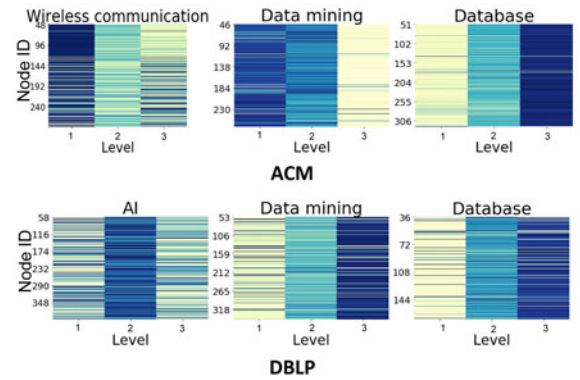 Wireless communication
Node ID
48
96
144
192
240
1 2 3
Level
Data mining
46
92
138
184
230
1 2 3
Level
Database
51
102
153
204
255
306
1 2 3
Level
ACM
AI
Node ID
58
116
174
232
290
348
1 2 3
Level
Data mining
53
106
159
212
265
318
1 2 3
Level
Database
36
72
108
144
1 2 3
Level
DBLP